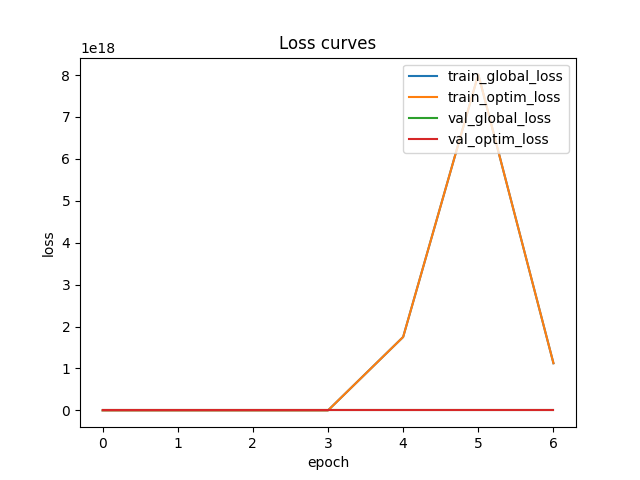 Loss curves
1e18
train_global_loss
train_optim_loss
val_global_loss
val_optim_loss
8
7
6
5
4
3
2
1
0
loss
0 1 2 3 4 5 6
epoch